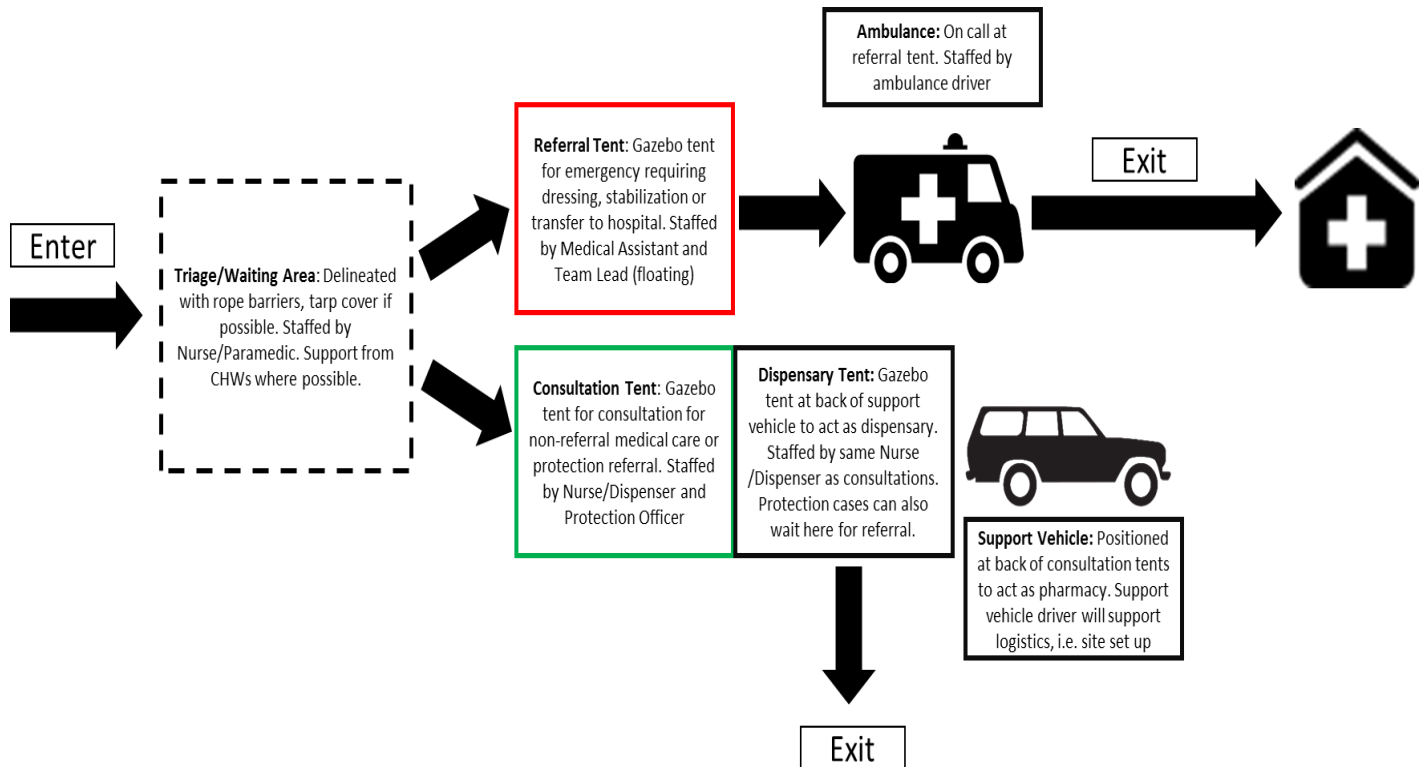 Enter
Triage/Waiting Area: Delineated
with rope barriers, tarp cover if
possible. Staffed by
Nurse/Paramedic. Support from
CHWs where possible.
Referral Tent: Gazebo tent
for emergency requiring
dressing, stabilization or
transfer to hospital. Staffed
by Medical Assistant and
Team Lead (floating)
Ambulance: On call at
referral tent. Staffed by
ambulance driver
Exit
Consultation Tent: Gazebo
tent for consultation for
non-referral medical care or
protection referral. Staffed
by Nurse/Dispenser and
Protection Officer
Dispensary Tent: Gazebo
tent at back of support
vehicle to act as dispensary.
Staffed by same Nurse
/Dispenser as consultations.
Protection cases can also
wait here for referral.
Support Vehicle: Positioned
at back of consultation tents
to act as pharmacy. Support
vehicle driver will support
logistics, i.e. site set up
Exit